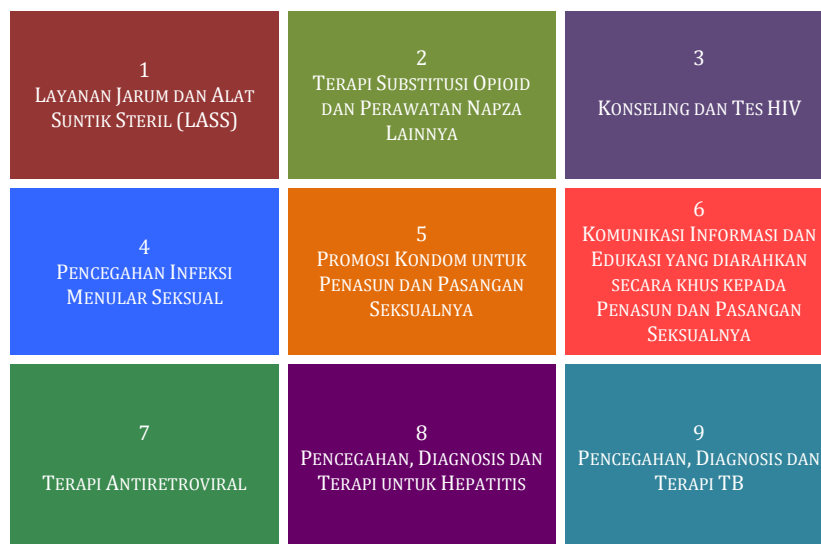 1
Layanan Jarum dan Alat
Suntik Steril (LASS)
2
Terapi Substitusi Opioid
dan Perawatan Napza
Lainnya
3
Konseling dan Tes HIV
4
Pencegahan Infeksi
Menular Seksual
5
Promosi Kondom untuk
Penasun dan Pasangan
Seksualnya
6
Komunikasi Informasi dan
Edukasi yang diarahkan
secara khus kepada
Penasun dan Pasangan
Seksualnya
7
Terapi Antiretroviral
8
Pencegahan, Diagnosis dan
Terapi untuk Hepatitis
9
Pencegahan, Diagnosis dan
Terapi TB